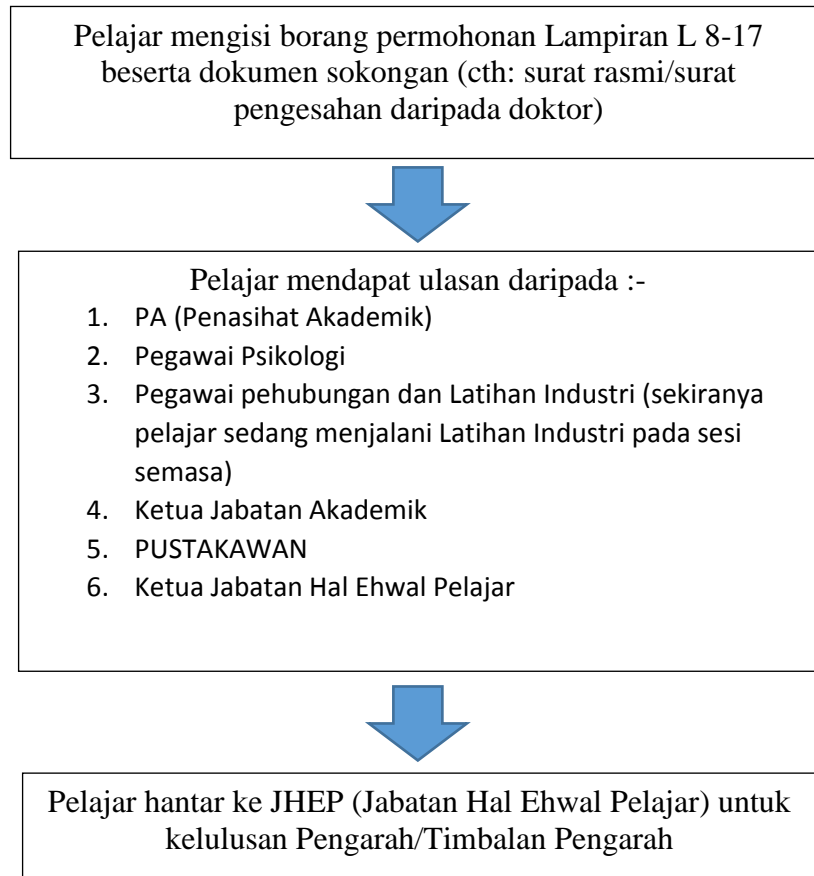 Pelajar mengisi borang permohonan Lampiran L 8-17
beserta dokumen sokongan (cth: surat rasmi/surat
pengesahan daripada doktor)
Pelajar mendapat ulasan daripada :-
1. PA (Penasihat Akademik)
2. Pegawai Psikologi
3. Pegawai pehubungan dan Latihan Industri (sekiranya
pelajar sedang menjalani Latihan Industri pada sesi
semasa)
4. Ketua Jabatan Akademik
5. PUSTAKAWAN
6. Ketua Jabatan Hal Ehwal Pelajar
Pelajar hantar ke JHEP (Jabatan Hal Ehwal Pelajar) untuk
kelulusan Pengarah/Timbalan Pengarah